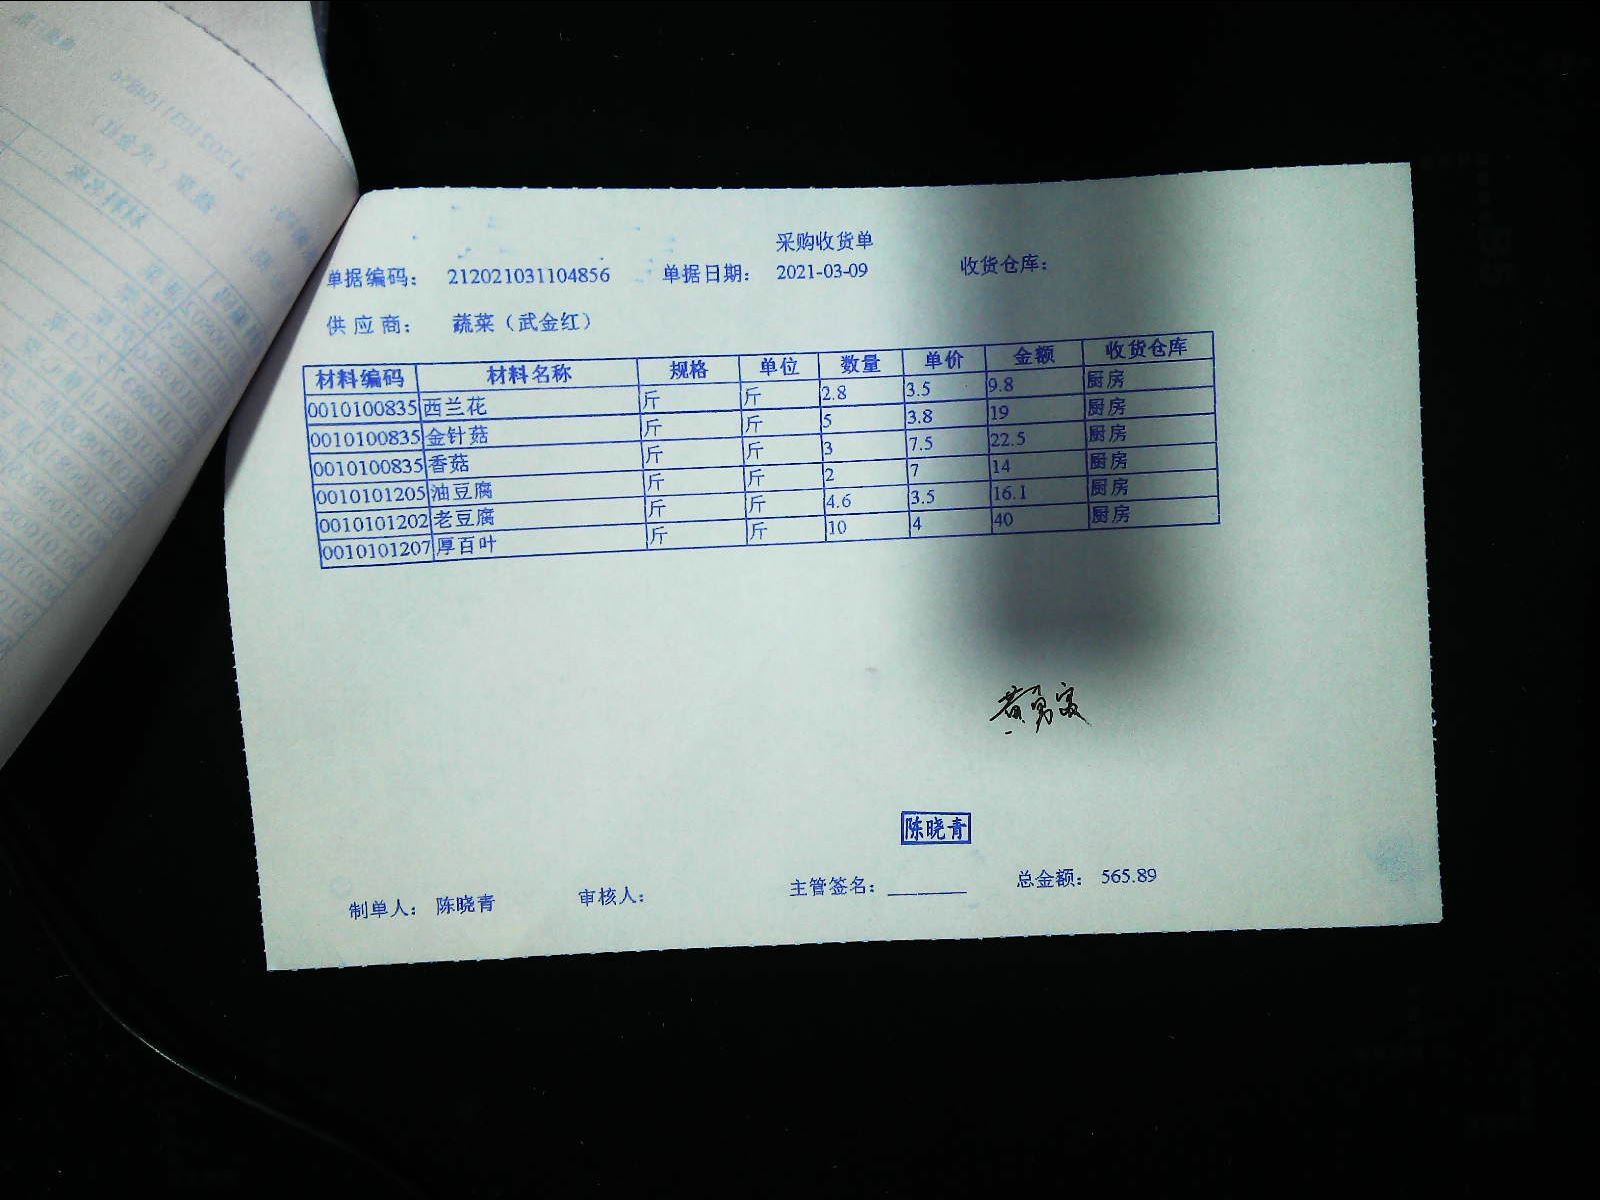 采购收货单
单据编码： 212021031104856 单据日期： 2021-03-09 收货仓库：
供应商： 蔬菜（武金红）
材料编码 材料名称 规格 单位 数量 单价 金额 收货仓库
0010100835 西兰花 斤 斤 2.8 3.5 9.8 厨房
0010100835 金针菇 斤 斤 5 3.8 19 厨房
0010100835 香菇 斤 斤 3 7.5 22.5 厨房
0010101205 油豆腐 斤 斤 2 7 14 厨房
0010101202 老豆腐 斤 斤 4.6 3.5 16.1 厨房
0010101207 厚百叶 斤 斤 10 4 40 厨房
陈晓青
制单人： 陈晓青 审核人： 主管签名： 总金额： 565.89